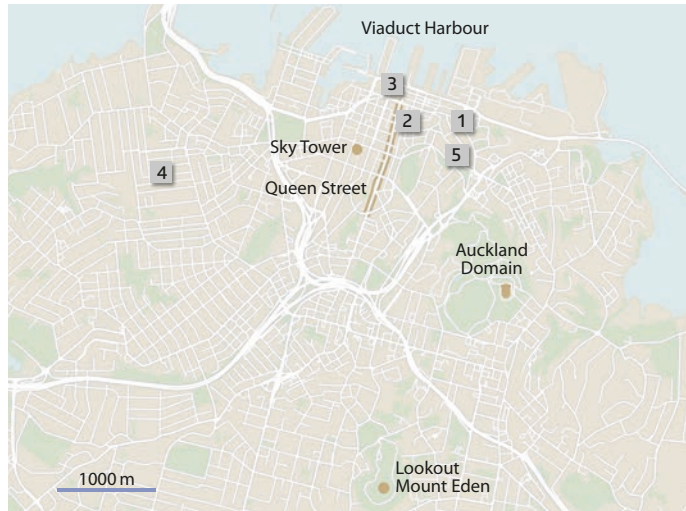 Viaduct Harbour
3
2
1
Sky Tower
5
4
Queen Street
Auckland
Domain
1000 m
Lookout
Mount Eden